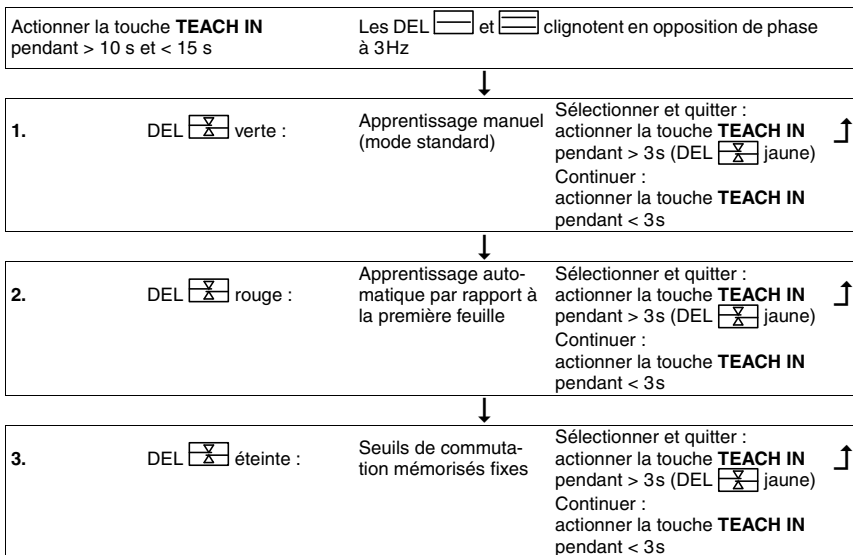 Actionner la touche TEACH IN
pendant > 10 s et < 15 s
Les DEL et clignotent en opposition de phase
à 3Hz
1.
DEL verte :
Apprentissage manuel
(mode standard)
Sélectionner et quitter :
actionner la touche TEACH IN
pendant > 3s (DEL jaune)
Continuer :
actionner la touche TEACH IN
pendant < 3s
2.
DEL rouge :
Apprentissage auto-
matique par rapport à
la première feuille
Sélectionner et quitter :
actionner la touche TEACH IN
pendant > 3s (DEL jaune)
Continuer :
actionner la touche TEACH IN
pendant < 3s
3.
DEL éteinte :
Seuils de commuta-
tion mémorisés fixes
Sélectionner et quitter :
actionner la touche TEACH IN
pendant > 3s (DEL jaune)
Continuer :
actionner la touche TEACH IN
pendant < 3s